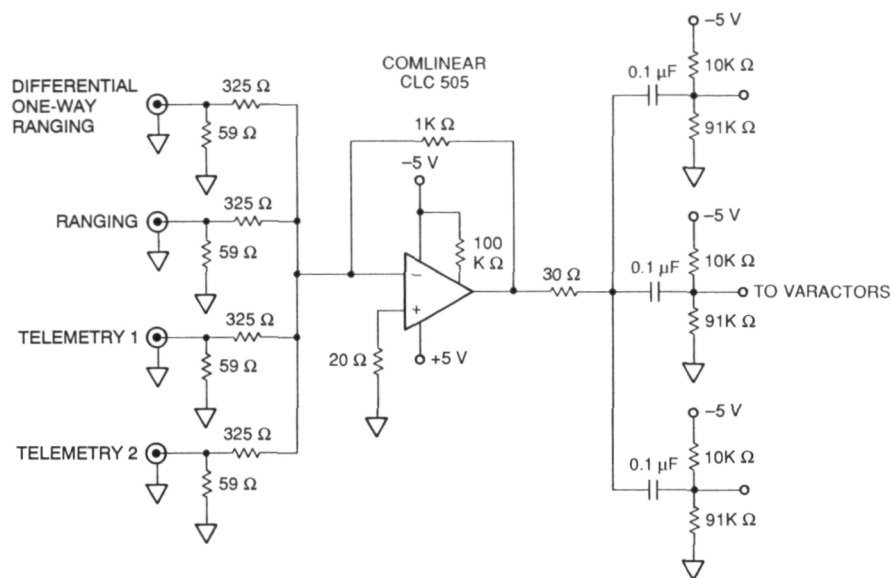 DIFFERENTIAL
ONE-WAY
RANGING
325 Ω
59 Ω
RANGING
325 Ω
59 Ω
TELEMETRY 1
325 Ω
59 Ω
TELEMETRY 2
325 Ω
59 Ω
COMLINEAR
CLC 505
1K Ω
–5 V
100
K Ω
–
+
20 Ω
+5 V
30 Ω
–5 V
10K Ω
0.1 µF
91K Ω
–5 V
10K Ω
0.1 µF
TO VARACTORS
91K Ω
–5 V
10K Ω
0.1 µF
91K Ω